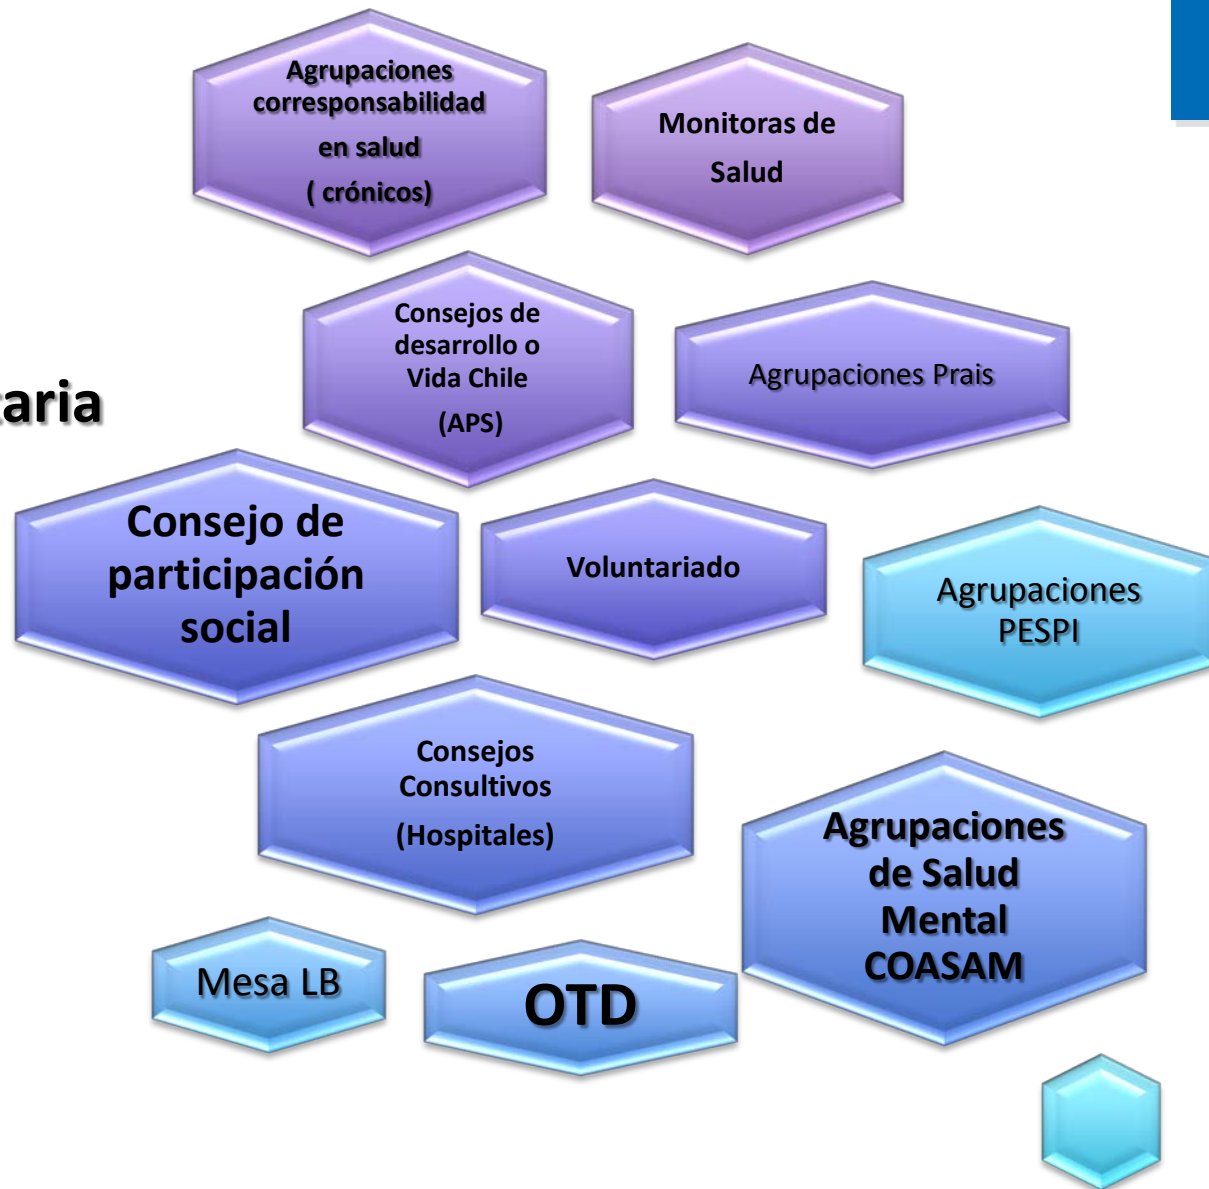 Agrupaciones
corresponsabilidad
en salud
( crónicos)
Monitoras de
Salud
Consejos de
desarrollo o
Vida Chile
(APS)
Agrupaciones Prais
taria
Consejo de
participación
social
Voluntariado
Agrupaciones
PESPI
Consejos
Consultivos
(Hospitales)
Agrupaciones
de Salud
Mental
COASAM
Mesa LB
OTD